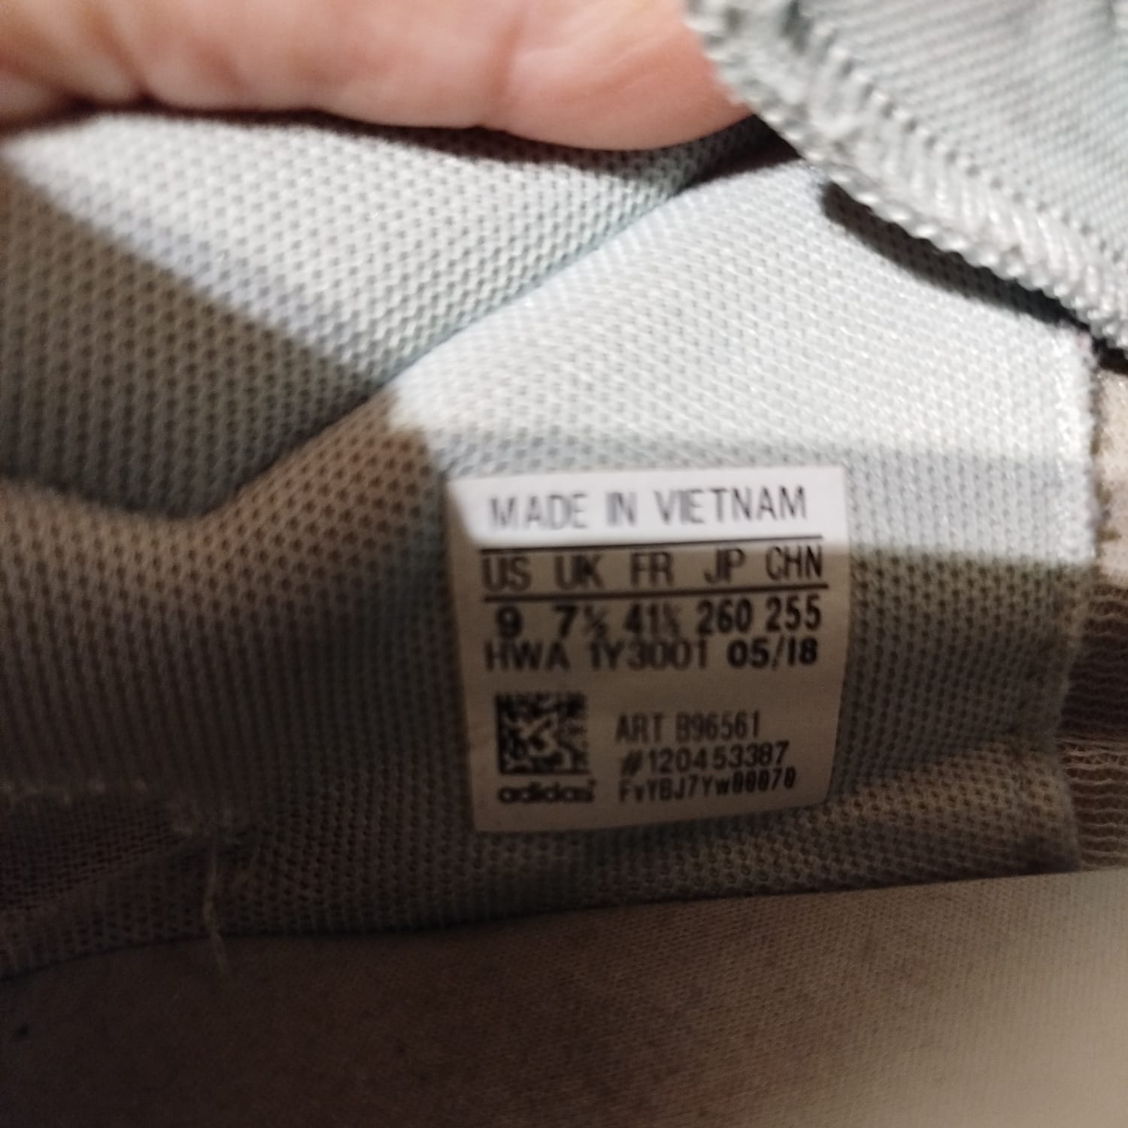 MADE IN VIETNAM
US UK FR JP CHN
9 7½ 41⅓ 260 255
HWA 1Y3001 05/18
ART B96561
#120453387
adidas FvYBJ7Yw00070